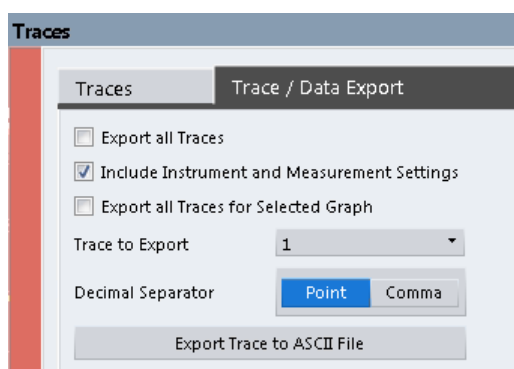 Traces
Traces
Trace / Data Export
Export all Traces
Include Instrument and Measurement Settings
Export all Traces for Selected Graph
Trace to Export
1
Decimal Separator
Point
Comma
Export Trace to ASCII File